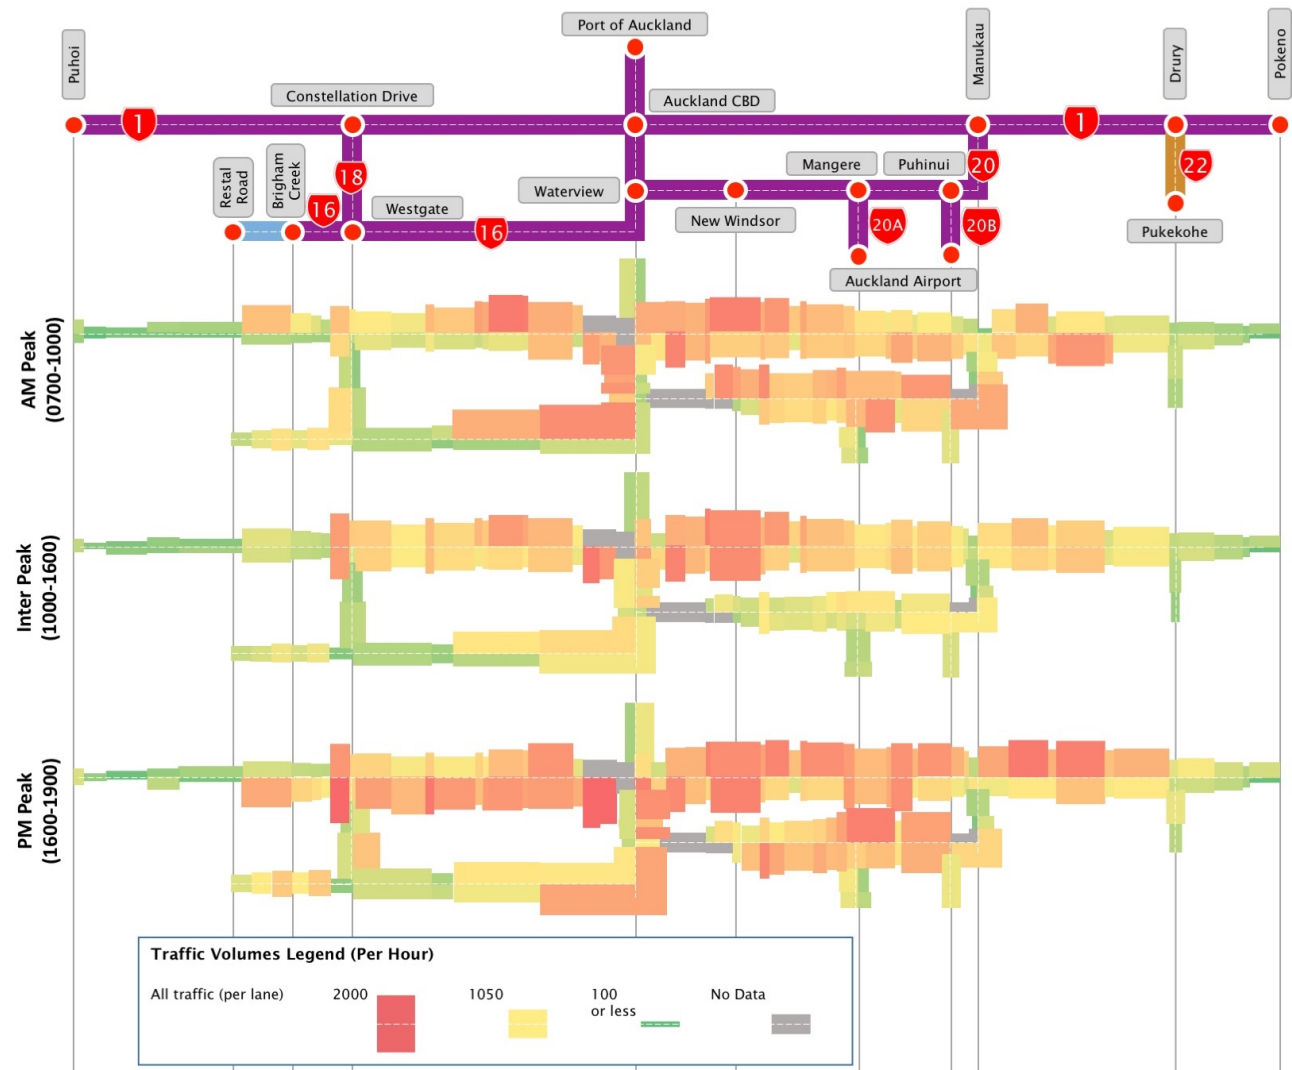 Port of Auckland
Puhoi
Manukau
Drury
Pokeno
Constellation Drive
Auckland CBD
1
1
Restal
Road
Brigham
Creek
18
16
Westgate
16
Waterview
New Windsor
Mangere
Puhinui
20
22
20A
20B
Pukekohe
Auckland Airport
AM Peak
(0700-1000)
Inter Peak
(1000-1600)
PM Peak
(1600-1900)
Traffic Volumes Legend (Per Hour)
All traffic (per lane)
2000
1050
100
or less
No Data